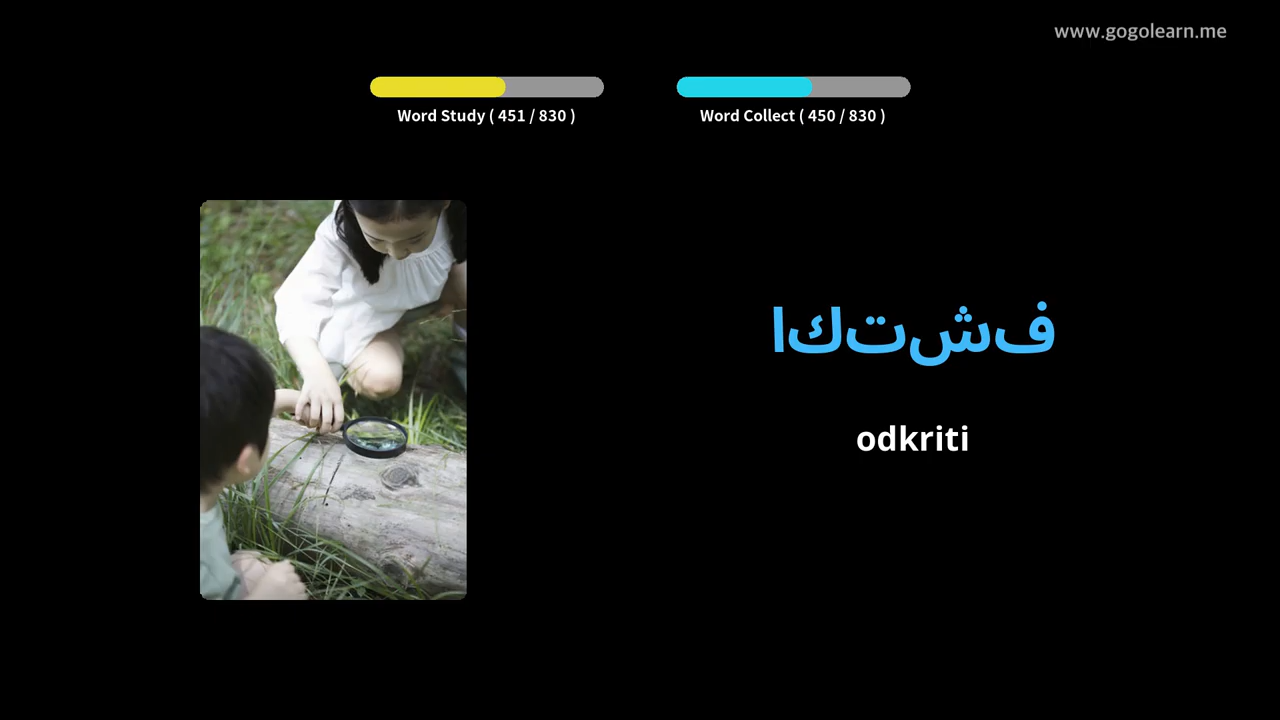 www.gogolearn.me
Word Study ( 451 / 830 )
Word Collect ( 450 / 830 )
اكتشف
odkriti